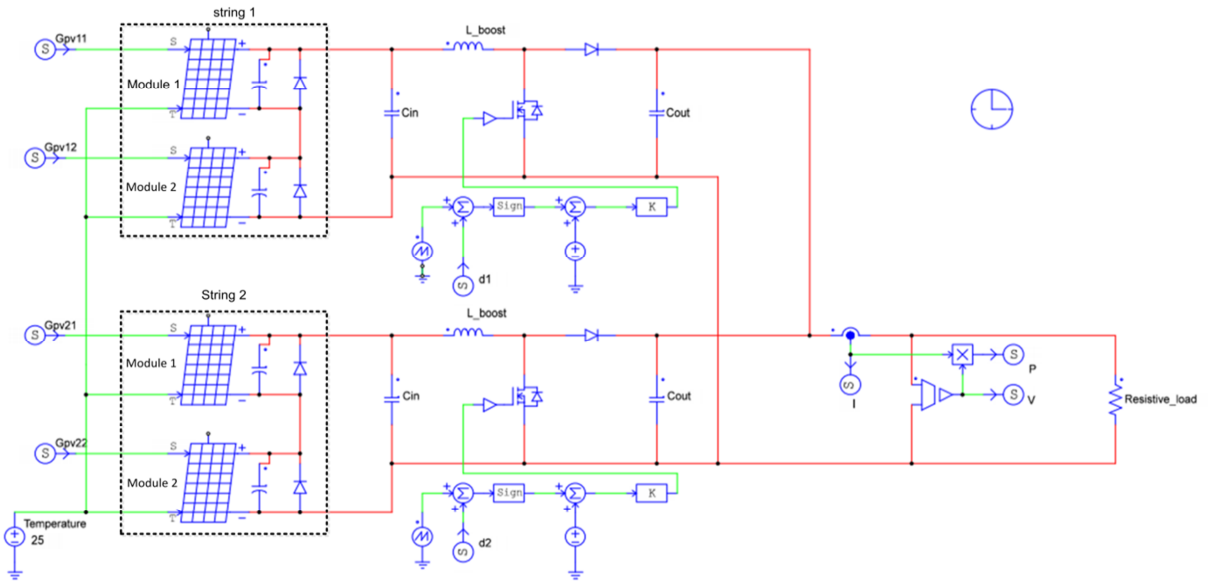 string 1
Gpv11
S
S
+
Module 1
T
-
L_boost
Cin
Cout
Gpv12
S
S
+
Module 2
T
-
+
Σ
+
Sign
+
Σ
+
K
+
-
S
d1
String 2
Gpv21
S
S
+
Module 1
T
-
L_boost
Cin
Cout
Gpv22
S
S
+
Module 2
T
-
S
I
S
P
S
V
Resistive_load
+
Σ
+
Sign
+
Σ
+
K
+
-
S
d2
Temperature
25
+
-